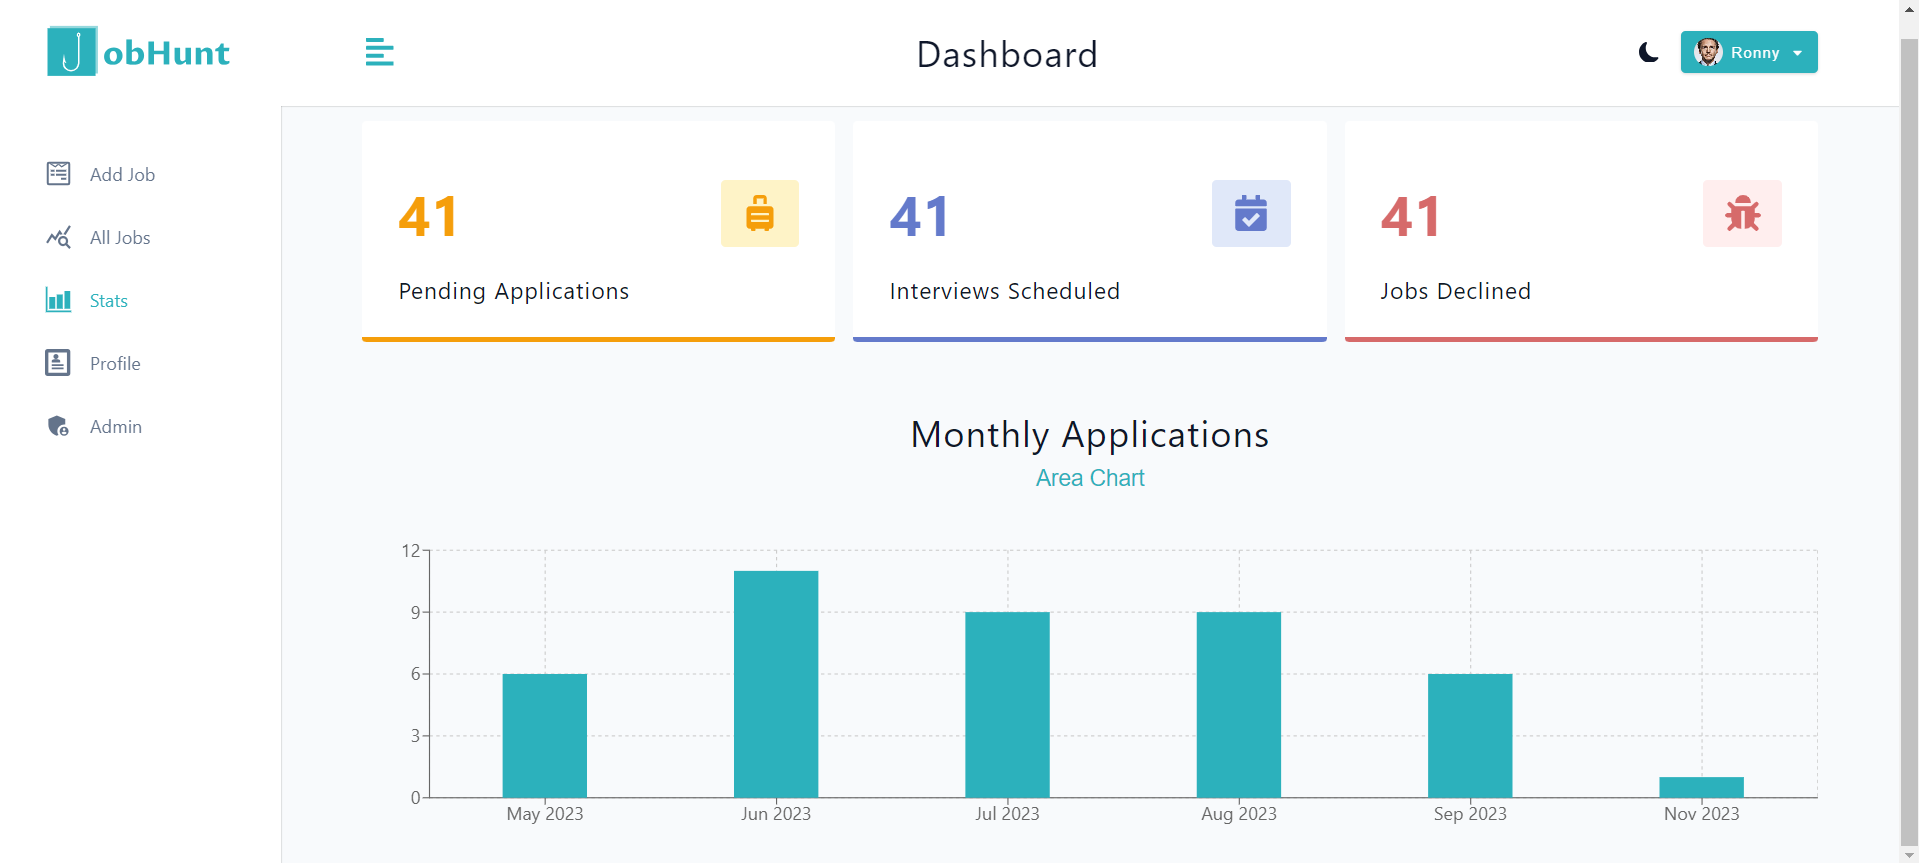 JobHunt
Dashboard
Ronny
Add Job
All Jobs
Stats
Profile
Admin
41
Pending Applications
41
Interviews Scheduled
41
Jobs Declined
Monthly Applications
Area Chart
12
9
6
3
0
May 2023 Jun 2023 Jul 2023 Aug 2023 Sep 2023 Nov 2023